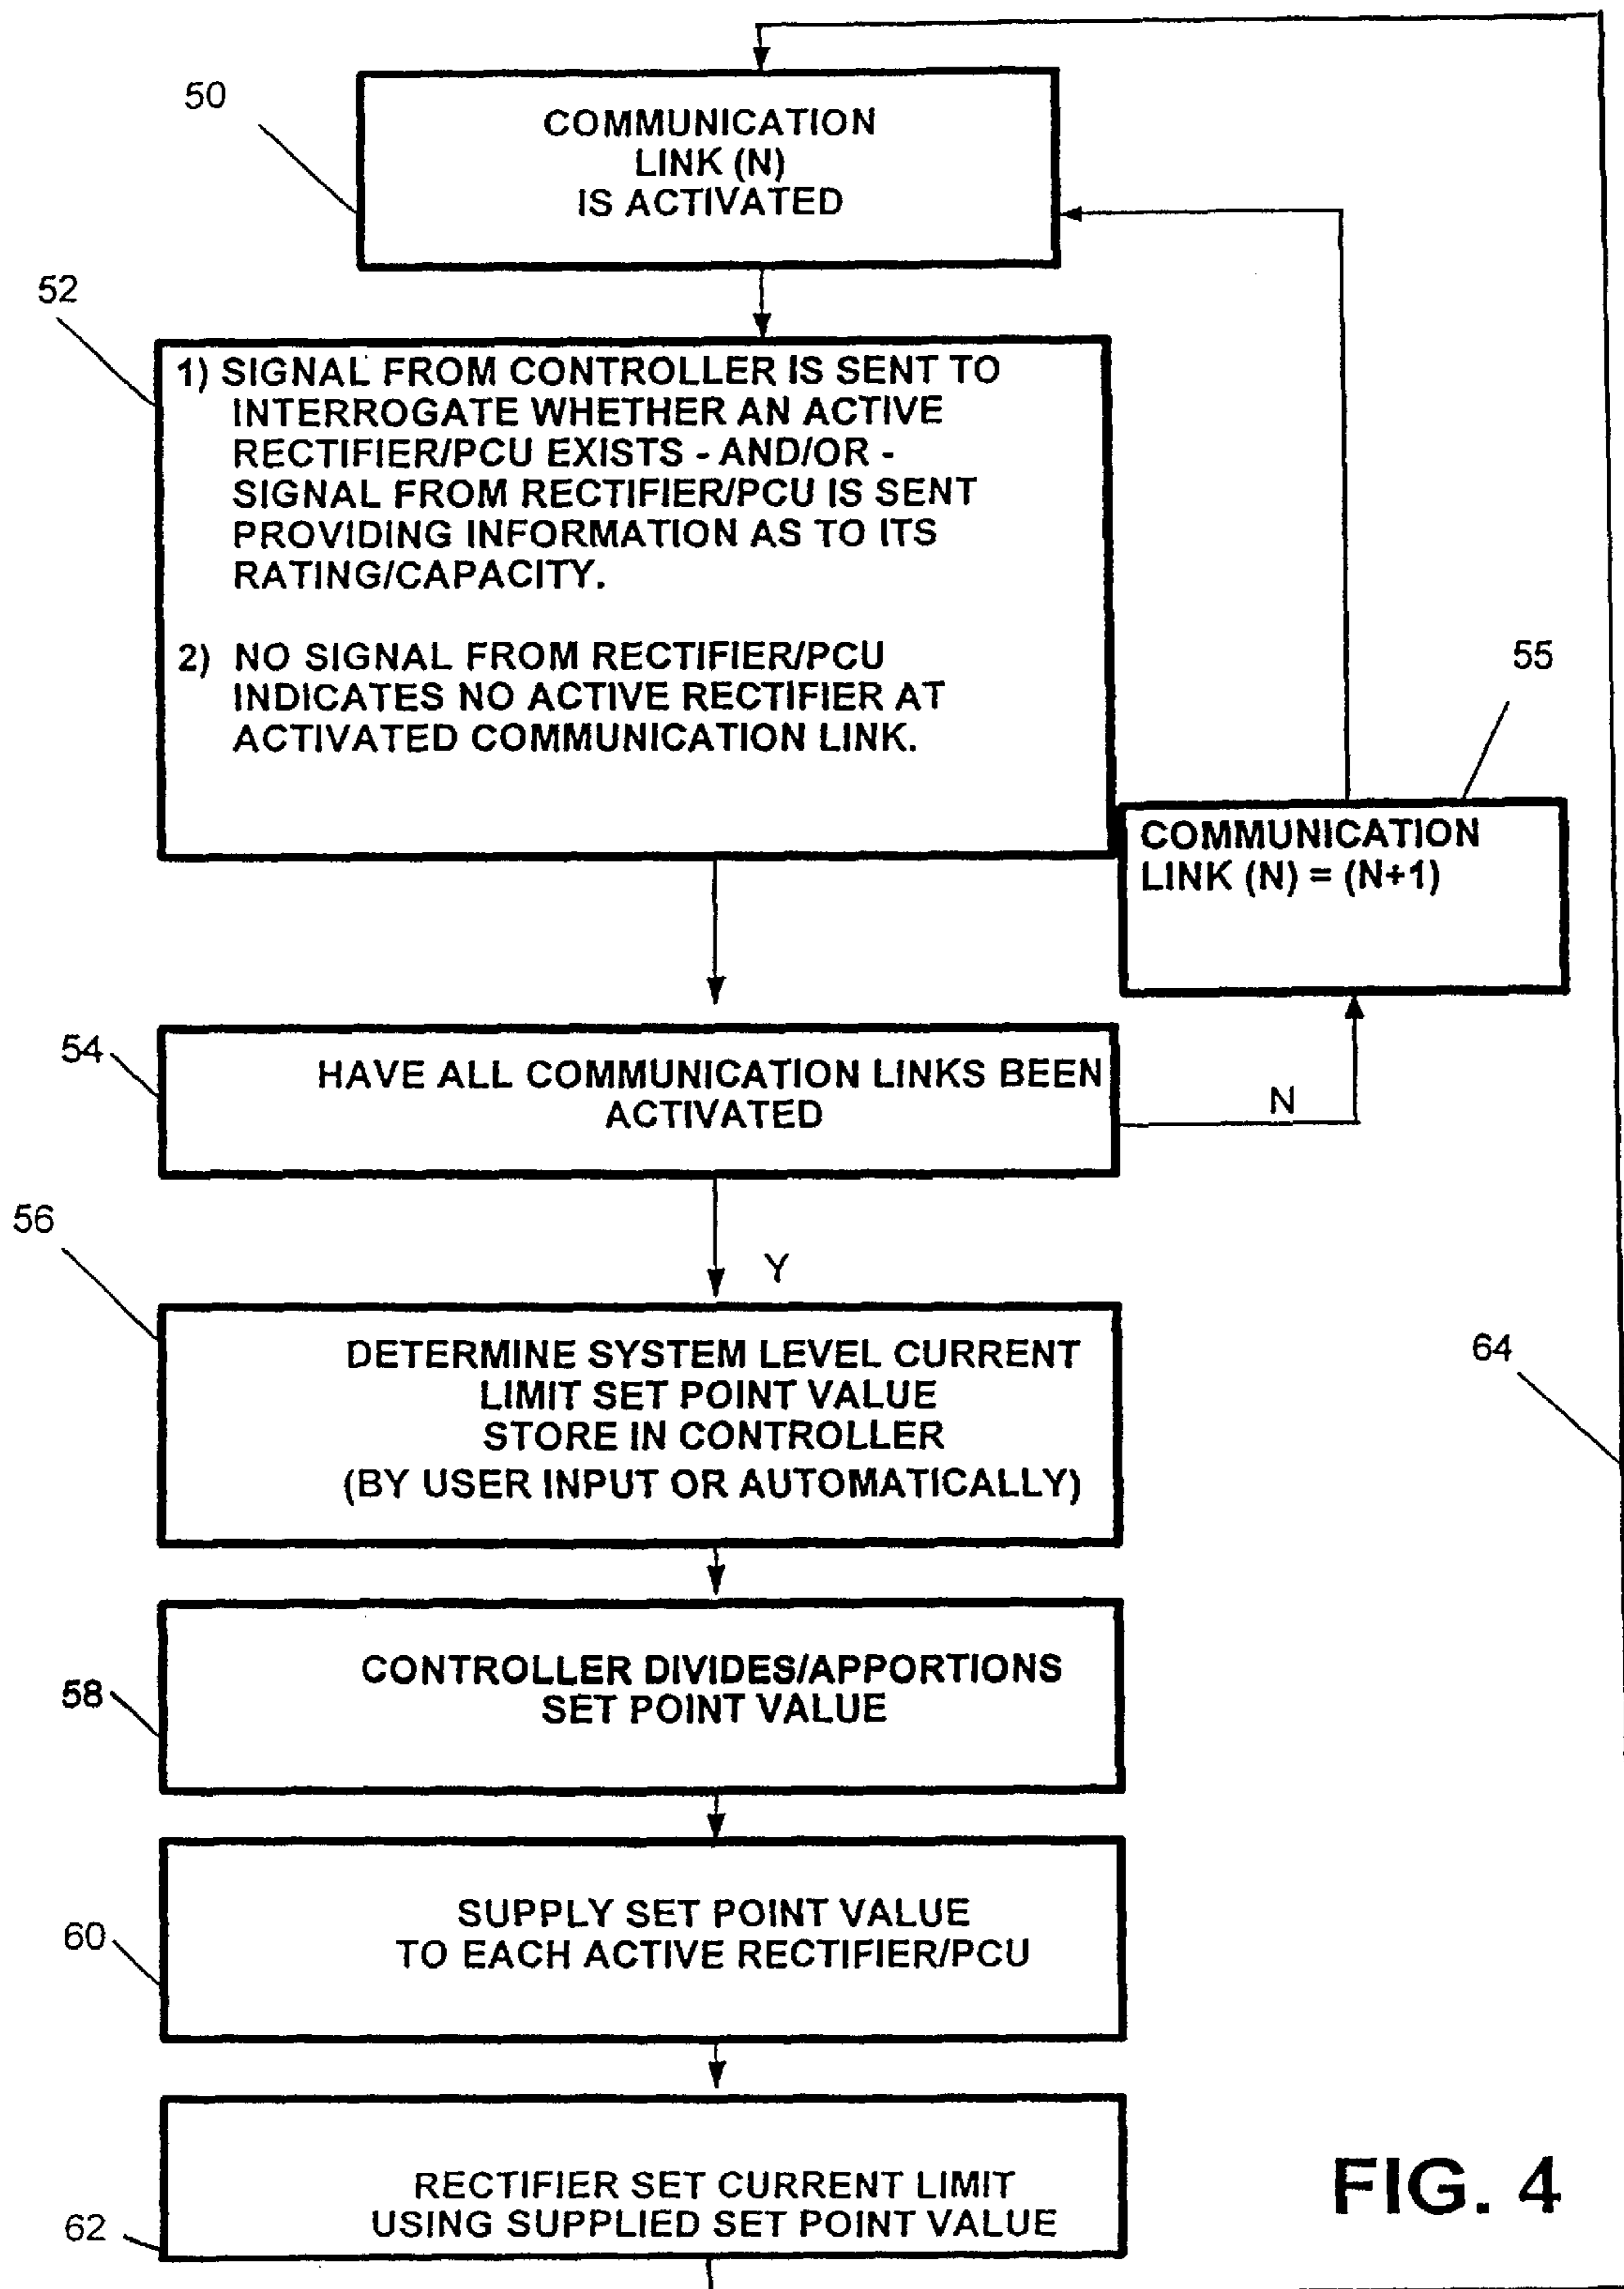 50
COMMUNICATION
LINK (N)
IS ACTIVATED
52
1) SIGNAL FROM CONTROLLER IS SENT TO
INTERROGATE WHETHER AN ACTIVE
RECTIFIER/PCU EXISTS - AND/OR -
SIGNAL FROM RECTIFIER/PCU IS SENT
PROVIDING INFORMATION AS TO ITS
RATING/CAPACITY.
2) NO SIGNAL FROM RECTIFIER/PCU
INDICATES NO ACTIVE RECTIFIER AT
ACTIVATED COMMUNICATION LINK.
55
COMMUNICATION
LINK (N) = (N+1)
54
HAVE ALL COMMUNICATION LINKS BEEN
ACTIVATED
N
Y
56
DETERMINE SYSTEM LEVEL CURRENT
LIMIT SET POINT VALUE
STORE IN CONTROLLER
(BY USER INPUT OR AUTOMATICALLY)
64
58
CONTROLLER DIVIDES/APPORTIONS
SET POINT VALUE
60
SUPPLY SET POINT VALUE
TO EACH ACTIVE RECTIFIER/PCU
62
RECTIFIER SET CURRENT LIMIT
USING SUPPLIED SET POINT VALUE
FIG. 4